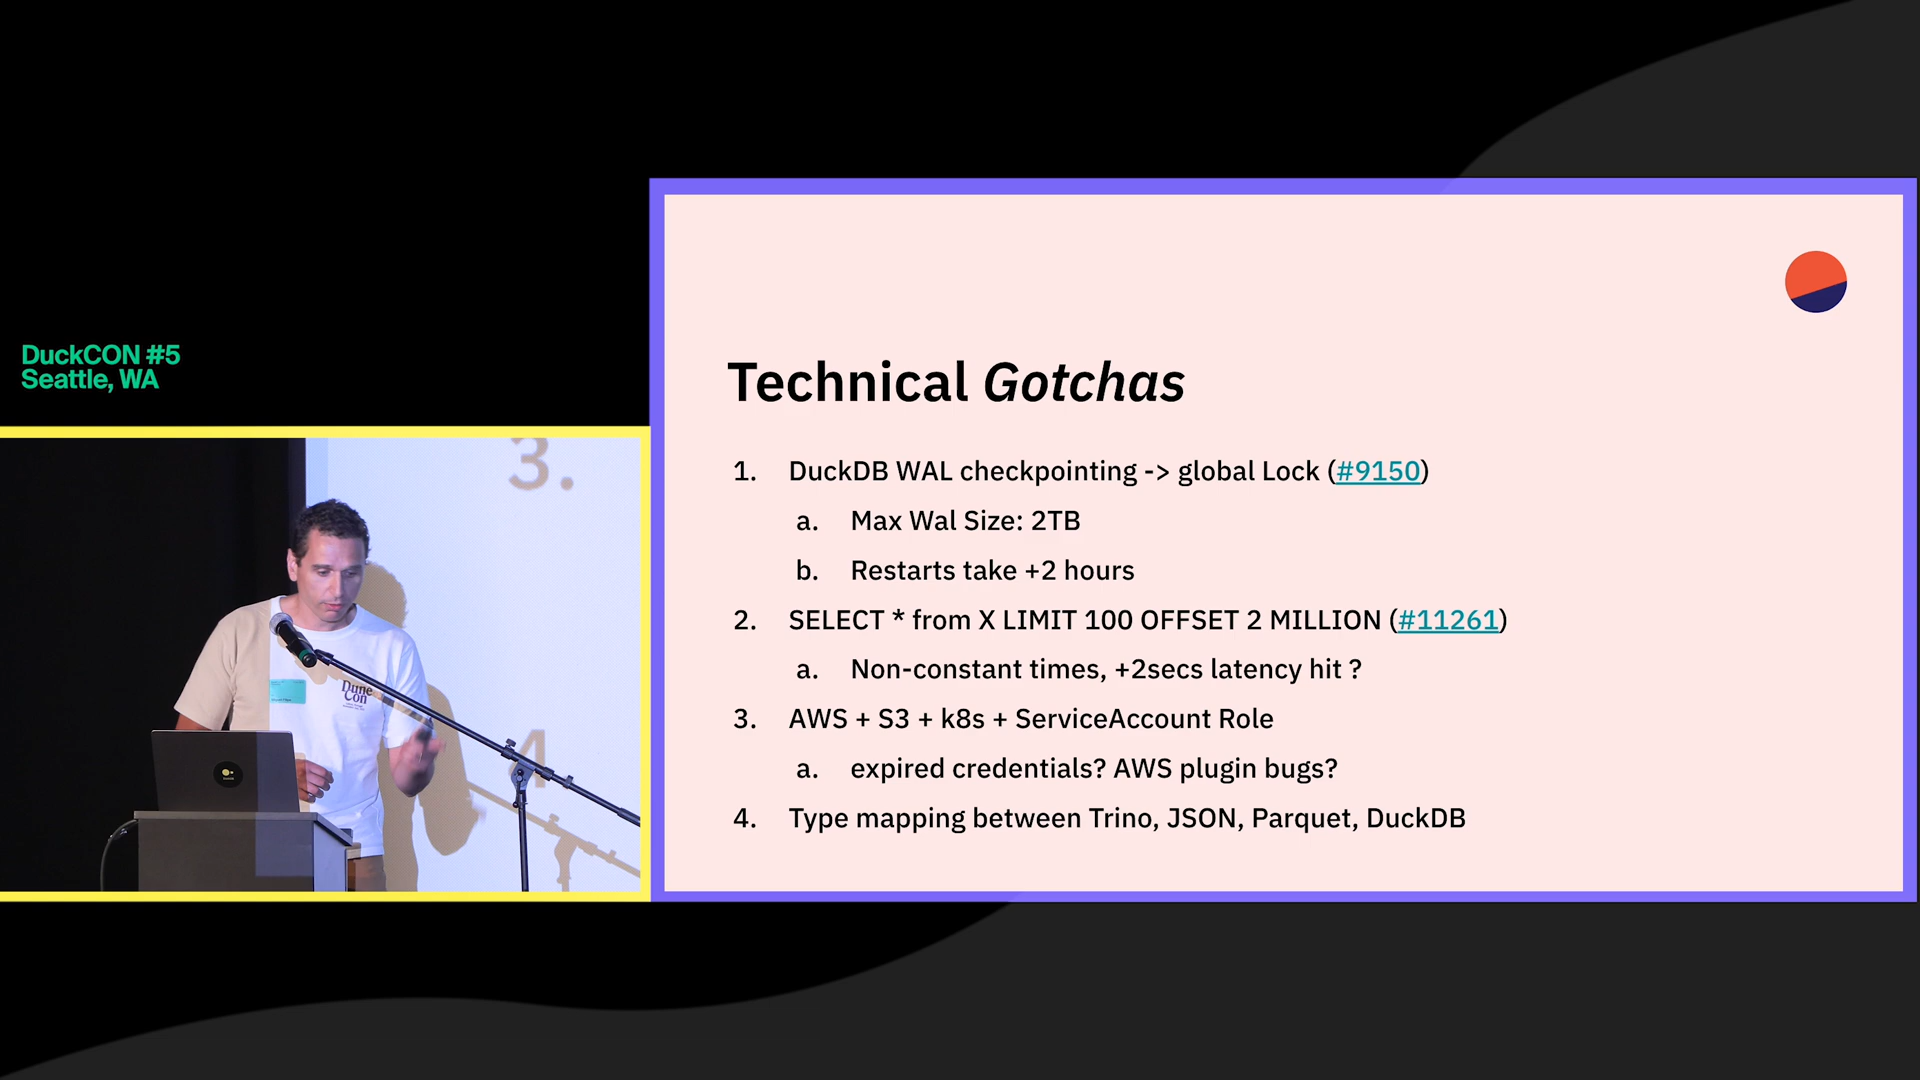 DuckCON #5
Seattle, WA
3.
Dune
Con
4
Technical Gotchas
1. DuckDB WAL checkpointing -> global Lock (#9150)
a. Max Wal Size: 2TB
b. Restarts take +2 hours
2. SELECT * from X LIMIT 100 OFFSET 2 MILLION (#11261)
a. Non-constant times, +2secs latency hit ?
3. AWS + S3 + k8s + ServiceAccount Role
a. expired credentials? AWS plugin bugs?
4. Type mapping between Trino, JSON, Parquet, DuckDB